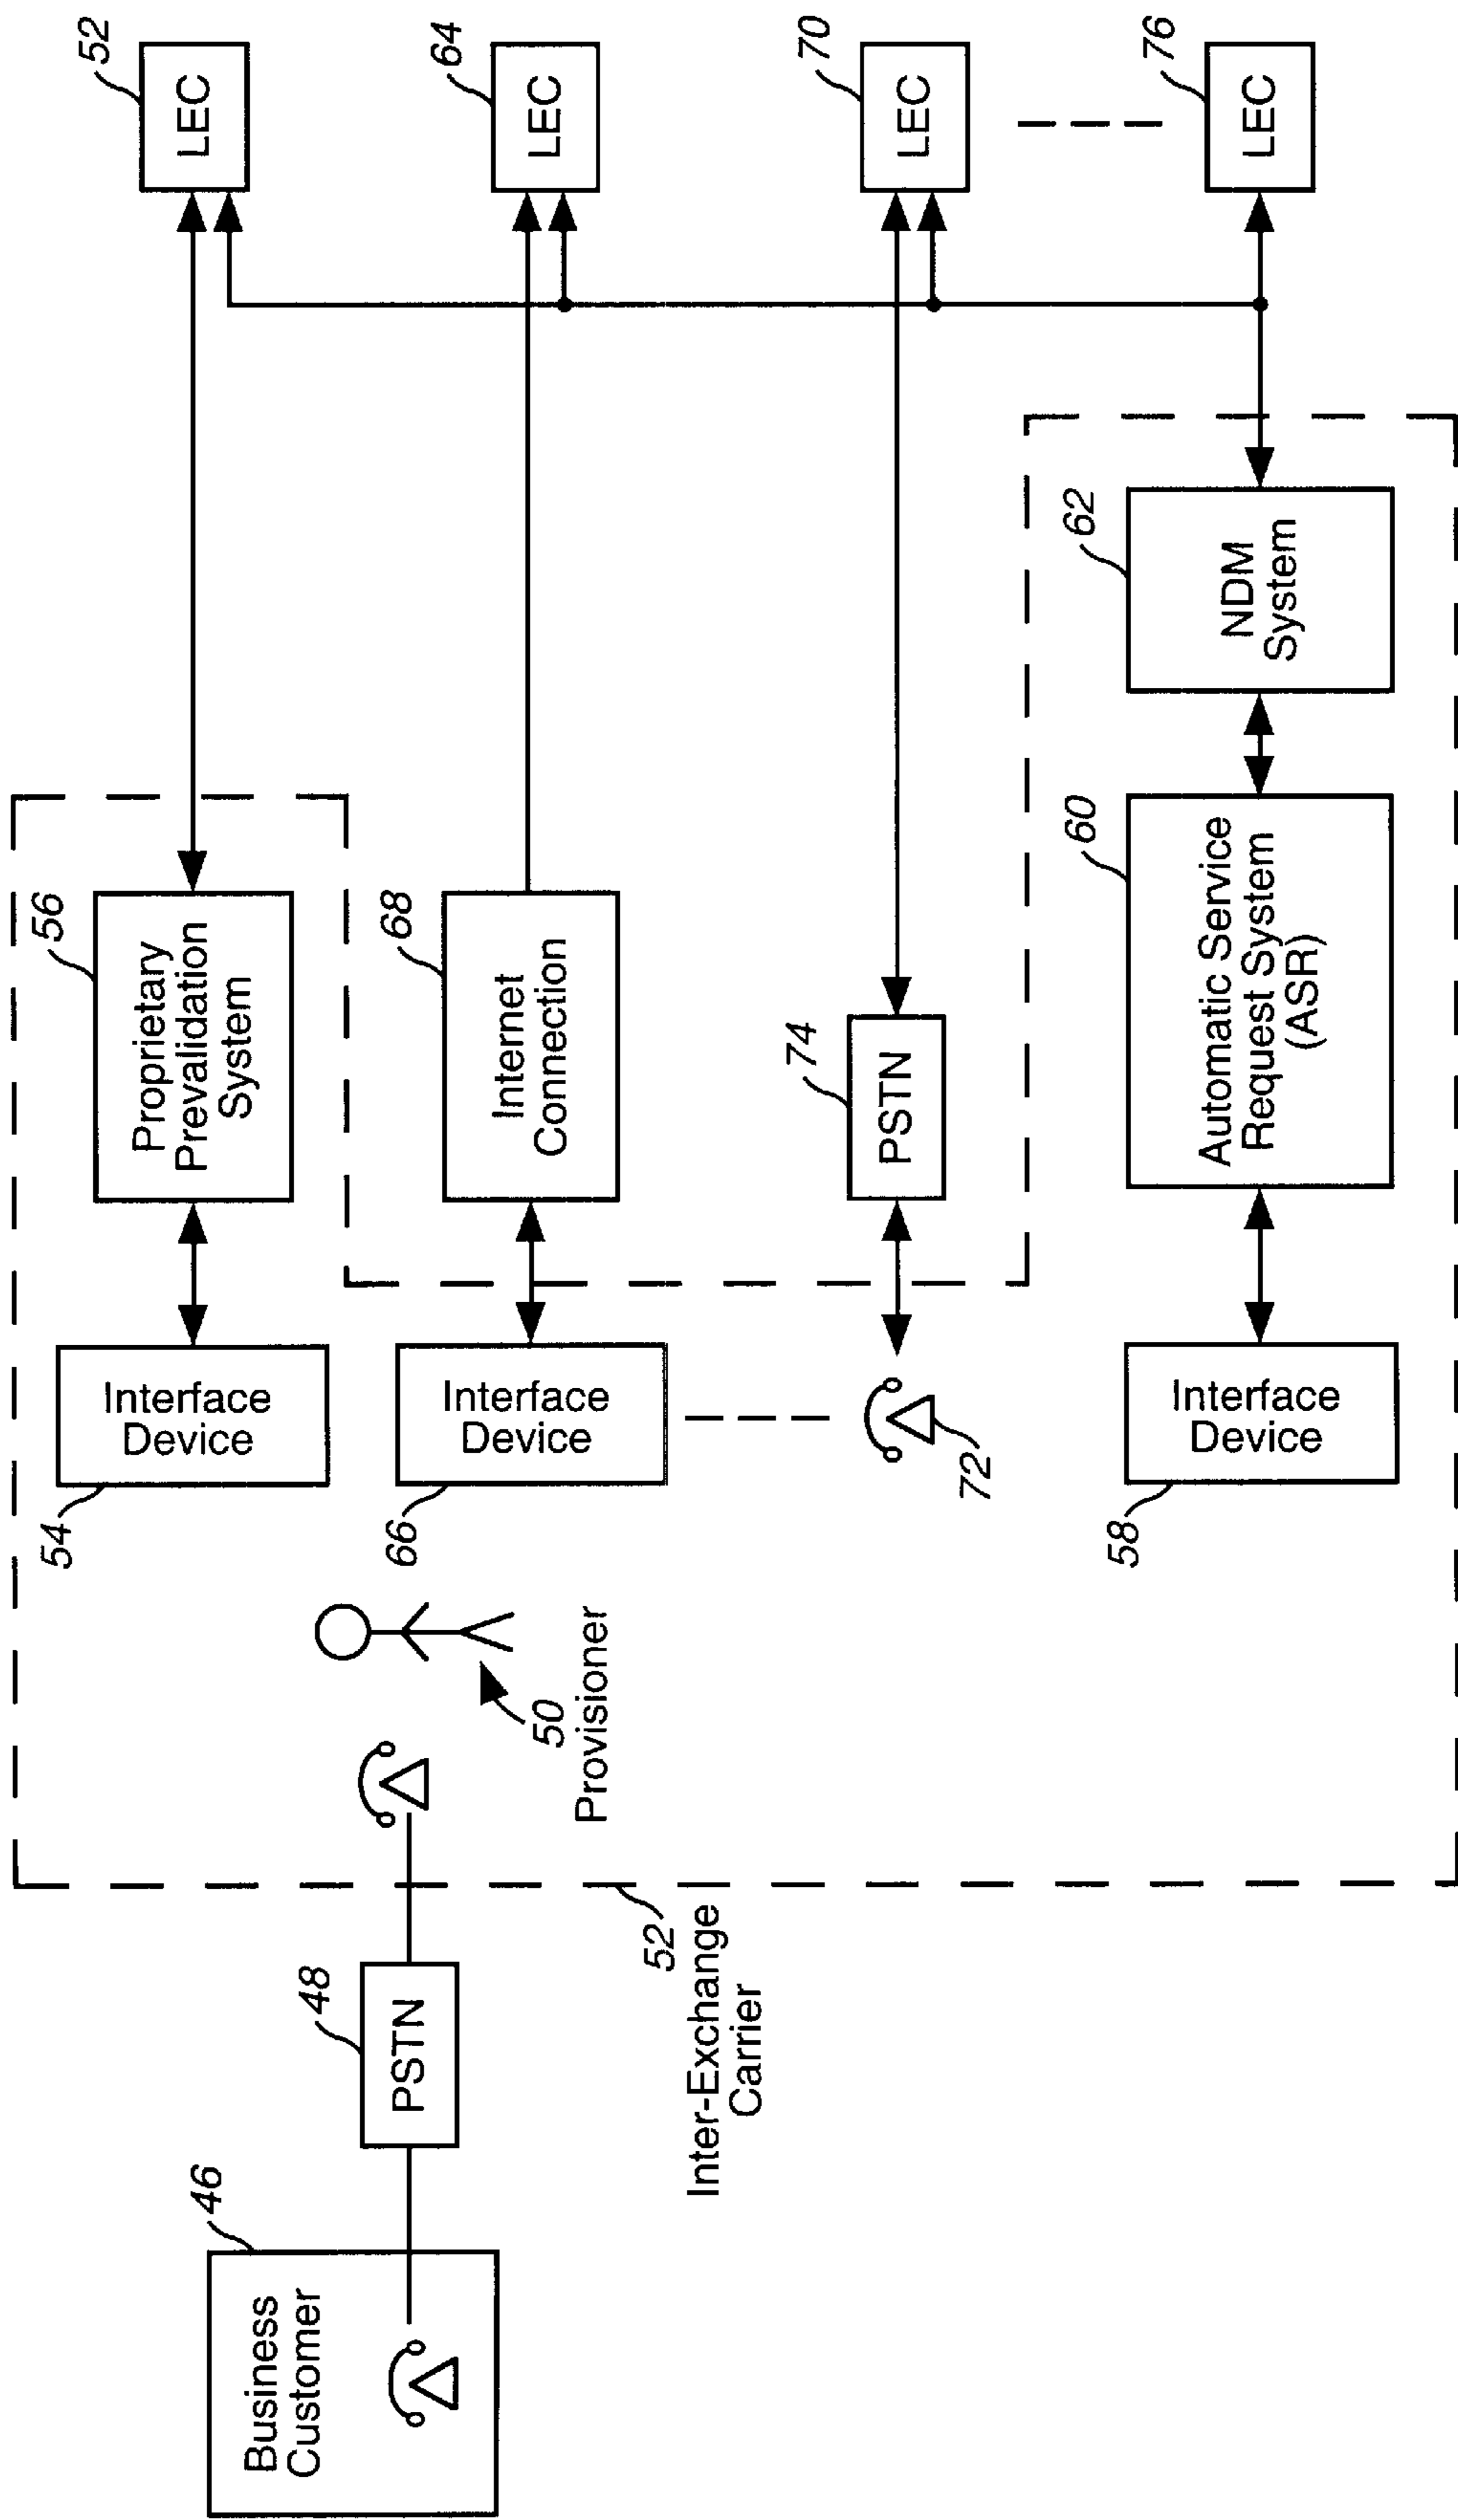 Business
Customer
46
PSTN
48
52
Inter-Exchange
Carrier
50
Provisioner
Interface
Device
54
Proprietary
Prevalidation
System
56
LEC
52
Interface
Device
66
Internet
Connection
68
LEC
64
72
PSTN
74
LEC
70
Interface
Device
58
Automatic Service
Request System
(ASR)
60
NDM
System
62
LEC
76